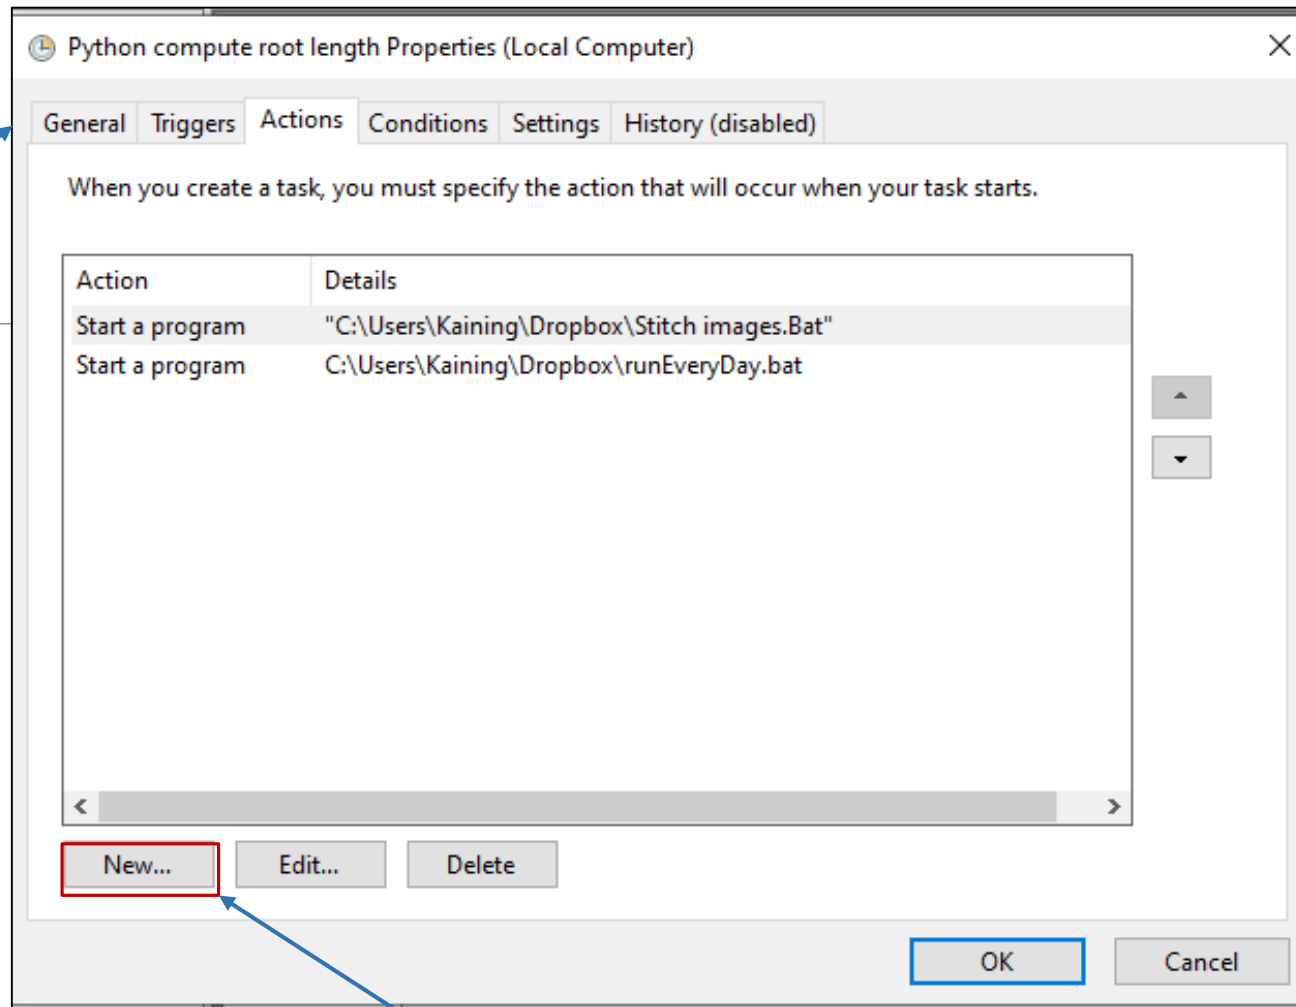 Python compute root length Properties (Local Computer)
General Triggers Actions Conditions Settings History (disabled)
When you create a task, you must specify the action that will occur when your task starts.
Action Details
Start a program "C:\Users\Kaining\Dropbox\Stitch images.Bat"
Start a program C:\Users\Kaining\Dropbox\runEveryDay.bat
New... Edit... Delete
OK Cancel